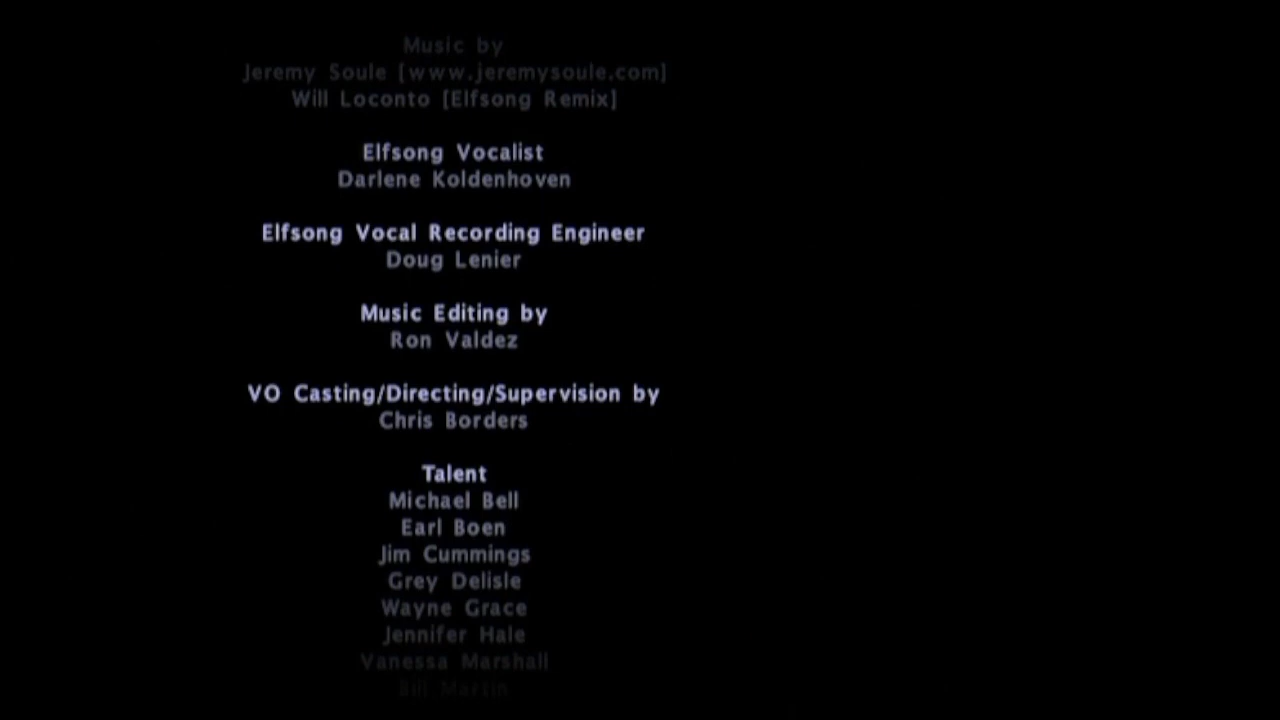 Music by
Jeremy Soule [www.jeremysoule.com]
Will Loconto [Elfsong Remix]
Elfsong Vocalist
Darlene Koldenhoven
Elfsong Vocal Recording Engineer
Doug Lenier
Music Editing by
Ron Valdez
VO Casting/Directing/Supervision by
Chris Borders
Talent
Michael Bell
Earl Boen
Jim Cummings
Grey Delisle
Wayne Grace
Jennifer Hale
Vanessa Marshall
Bill Martin